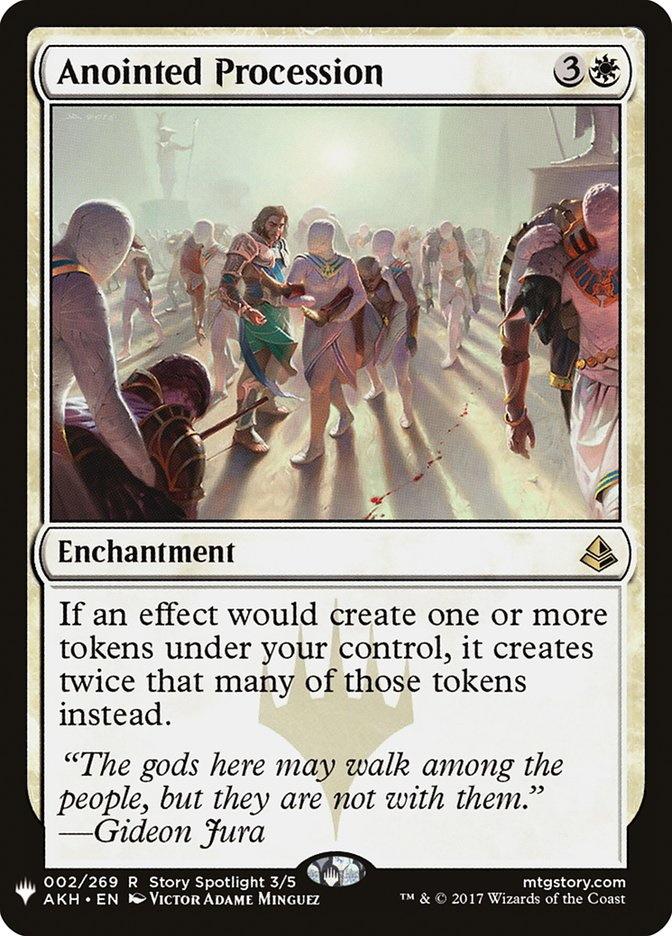 Anointed Procession 3
Enchantment
If an effect would create one or more
tokens under your control, it creates
twice that many of those tokens
instead.
“The gods here may walk among the
people, but they are not with them.”
—Gideon Jura
002/269 R Story Spotlight 3/5 mtgstory.com
AKH • EN Victor Adame Minguez ™ & © 2017 Wizards of the Coast